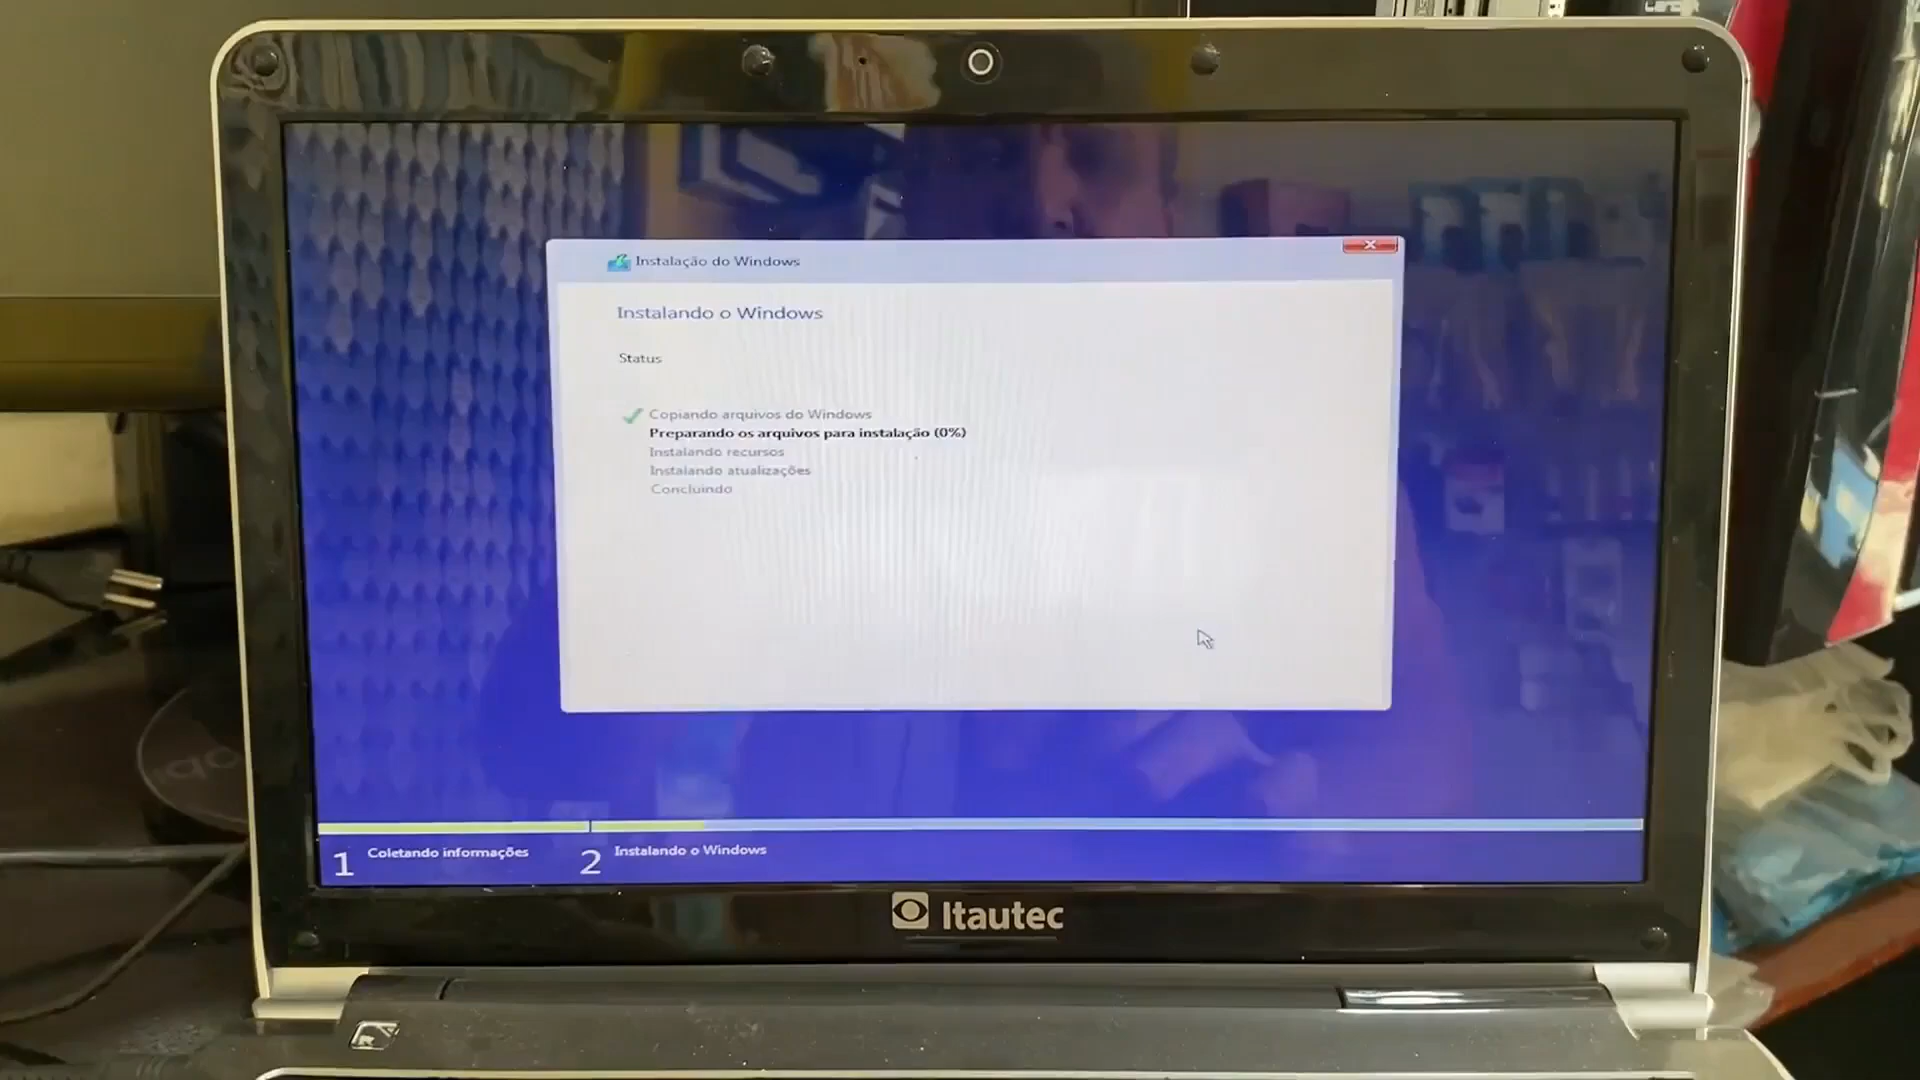 Instalação do Windows
Instalando o Windows
Status
Copiando arquivos do Windows
Preparando os arquivos para instalação (0%)
Instalando recursos
Instalando atualizações
Concluindo
1 Coletando informações
2 Instalando o Windows
Itautec